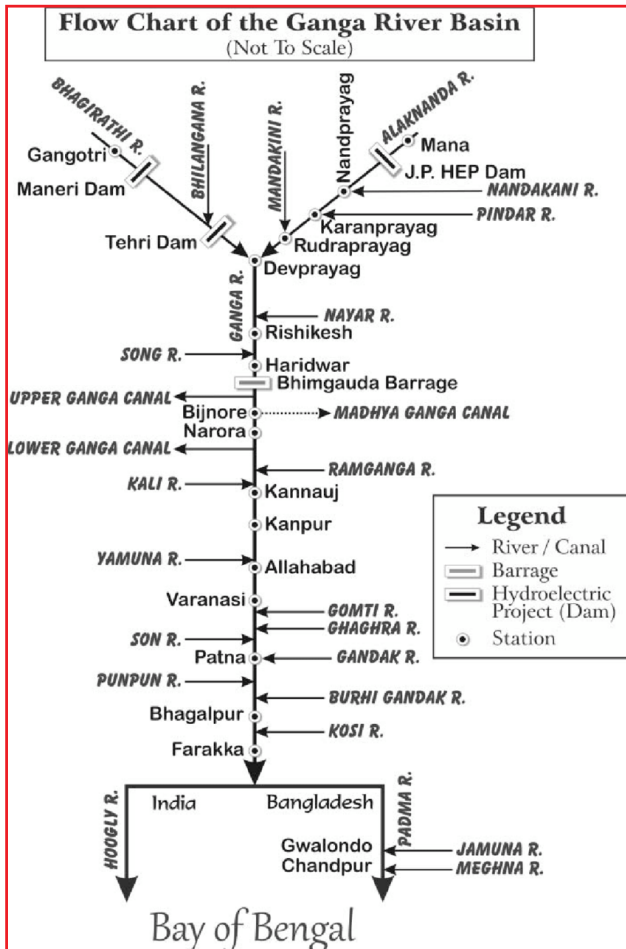 Flow Chart of the Ganga River Basin
(Not To Scale)
BHAGIRATHI R.
BHILANGANA R.
MANDAKINI R.
Nandprayag
ALAKNANDA R.
Gangotri
Mana
Maneri Dam
J.P. HEP Dam
NANDAKANI R.
PINDAR R.
Karanprayag
Tehri Dam
Rudraprayag
Devprayag
GANGA R.
NAYAR R.
Rishikesh
SONG R.
Haridwar
Bhimgauda Barrage
UPPER GANGA CANAL
Bijnore
MADHYA GANGA CANAL
Narora
LOWER GANGA CANAL
RAMGANGA R.
KALI R.
Kannauj
Kanpur
YAMUNA R.
Allahabad
Varanasi
GOMTI R.
GHAGHRA R.
SON R.
Patna
GANDAK R.
PUNPUN R.
BURHI GANDAK R.
Bhagalpur
KOSI R.
Farakka
Legend
River / Canal
Barrage
Hydroelectric
Project (Dam)
Station
HOOGLY R.
India
Bangladesh
PADMA R.
Gwalondo
JAMUNA R.
Chandpur
MEGHNA R.
Bay of Bengal